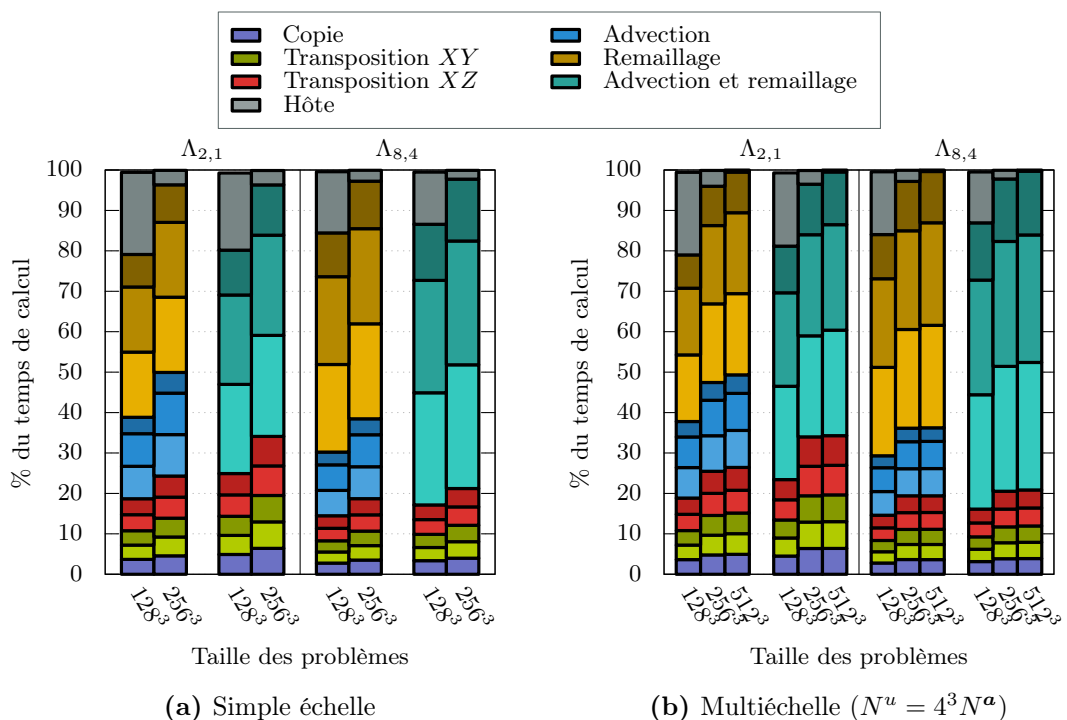 Copie
Transposition XY
Transposition XZ
Hôte
Advection
Remaillage
Advection et remaillage
% du temps de calcul
100
90
80
70
60
50
40
30
20
10
0
Λ2,1 Λ8,4
128³ 256³ 128³ 256³ 128³ 256³ 128³ 256³
Taille des problèmes
(a) Simple échelle
% du temps de calcul
100
90
80
70
60
50
40
30
20
10
0
Λ2,1 Λ8,4
128³ 256³ 512³ 128³ 256³ 512³ 128³ 256³ 512³ 128³ 256³ 512³
Taille des problèmes
(b) Multiéchelle (Nᵘ = 4³Nᵃ)